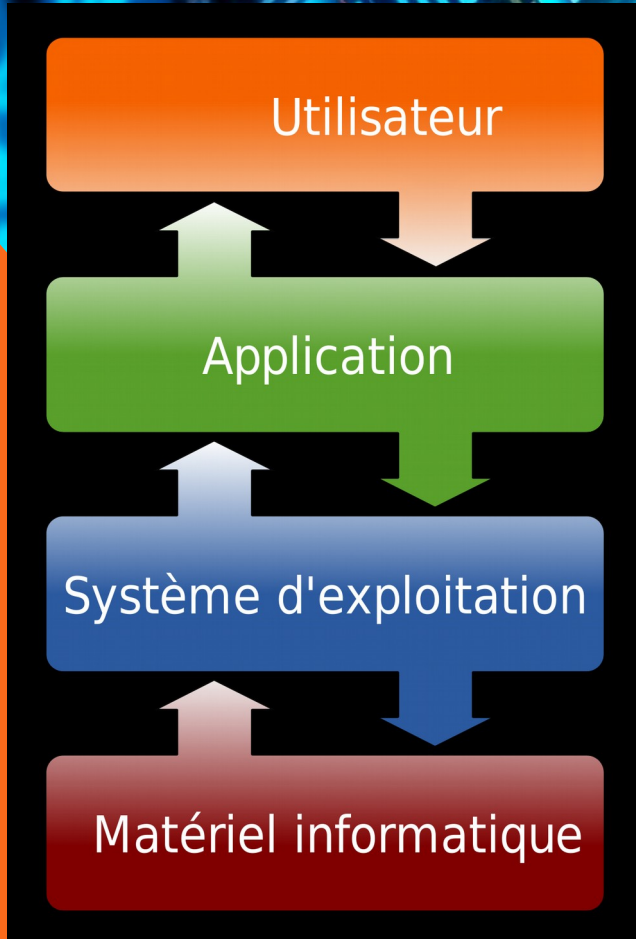 Utilisateur
Application
Système d'exploitation
Matériel informatique